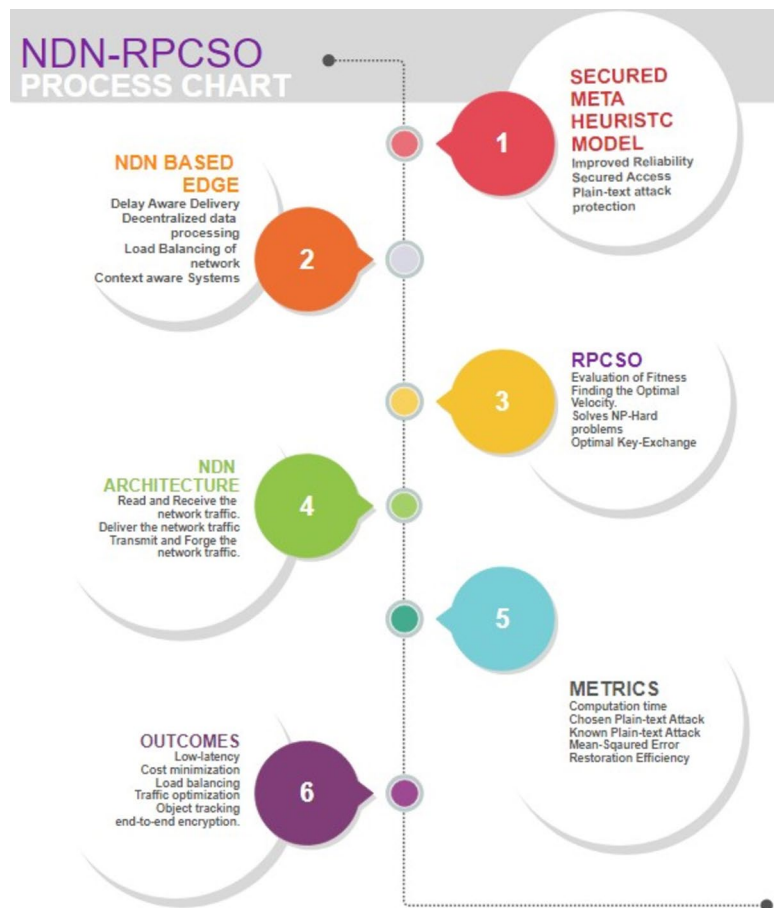 NDN-RPCSO
PROCESS CHART
1
SECURED
META
HEURISTC
MODEL
Improved Reliability
Secured Access
Plain-text attack
protection
NDN BASED
EDGE
Delay Aware Delivery
Decentralized data
processing
Load Balancing of
network
Context aware Systems
2
3
RPCSO
Evaluation of Fitness
Finding the Optimal
Velocity.
Solves NP-Hard
problems
Optimal Key-Exchange
NDN
ARCHITECTURE
Read and Receive the
network traffic.
Deliver the network traffic
Transmit and Forge the
network traffic.
4
5
METRICS
Computation time
Chosen Plain-text Attack
Known Plain-text Attack
Mean-Sqaured Error
Restoration Efficiency
OUTCOMES
Low-latency
Cost minimization
Load balancing
Traffic optimization
Object tracking
end-to-end encryption.
6